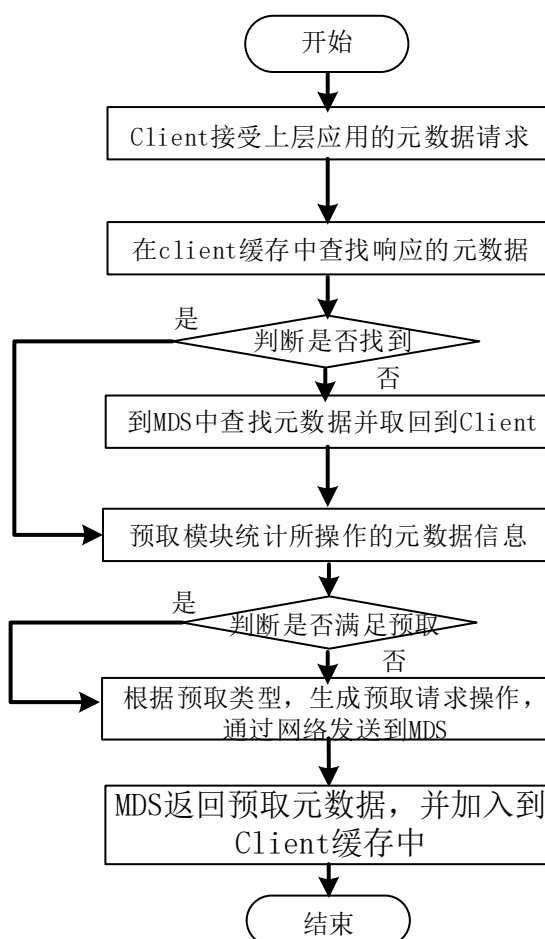 开始
Client接受上层应用的元数据请求
在client缓存中查找响应的元数据
是
判断是否找到
否
到MDS中查找元数据并取回到Client
预取模块统计所操作的元数据信息
是
判断是否满足预取
否
根据预取类型，生成预取请求操作，
通过网络发送到MDS
MDS返回预取元数据，并加入到
Client缓存中
结束